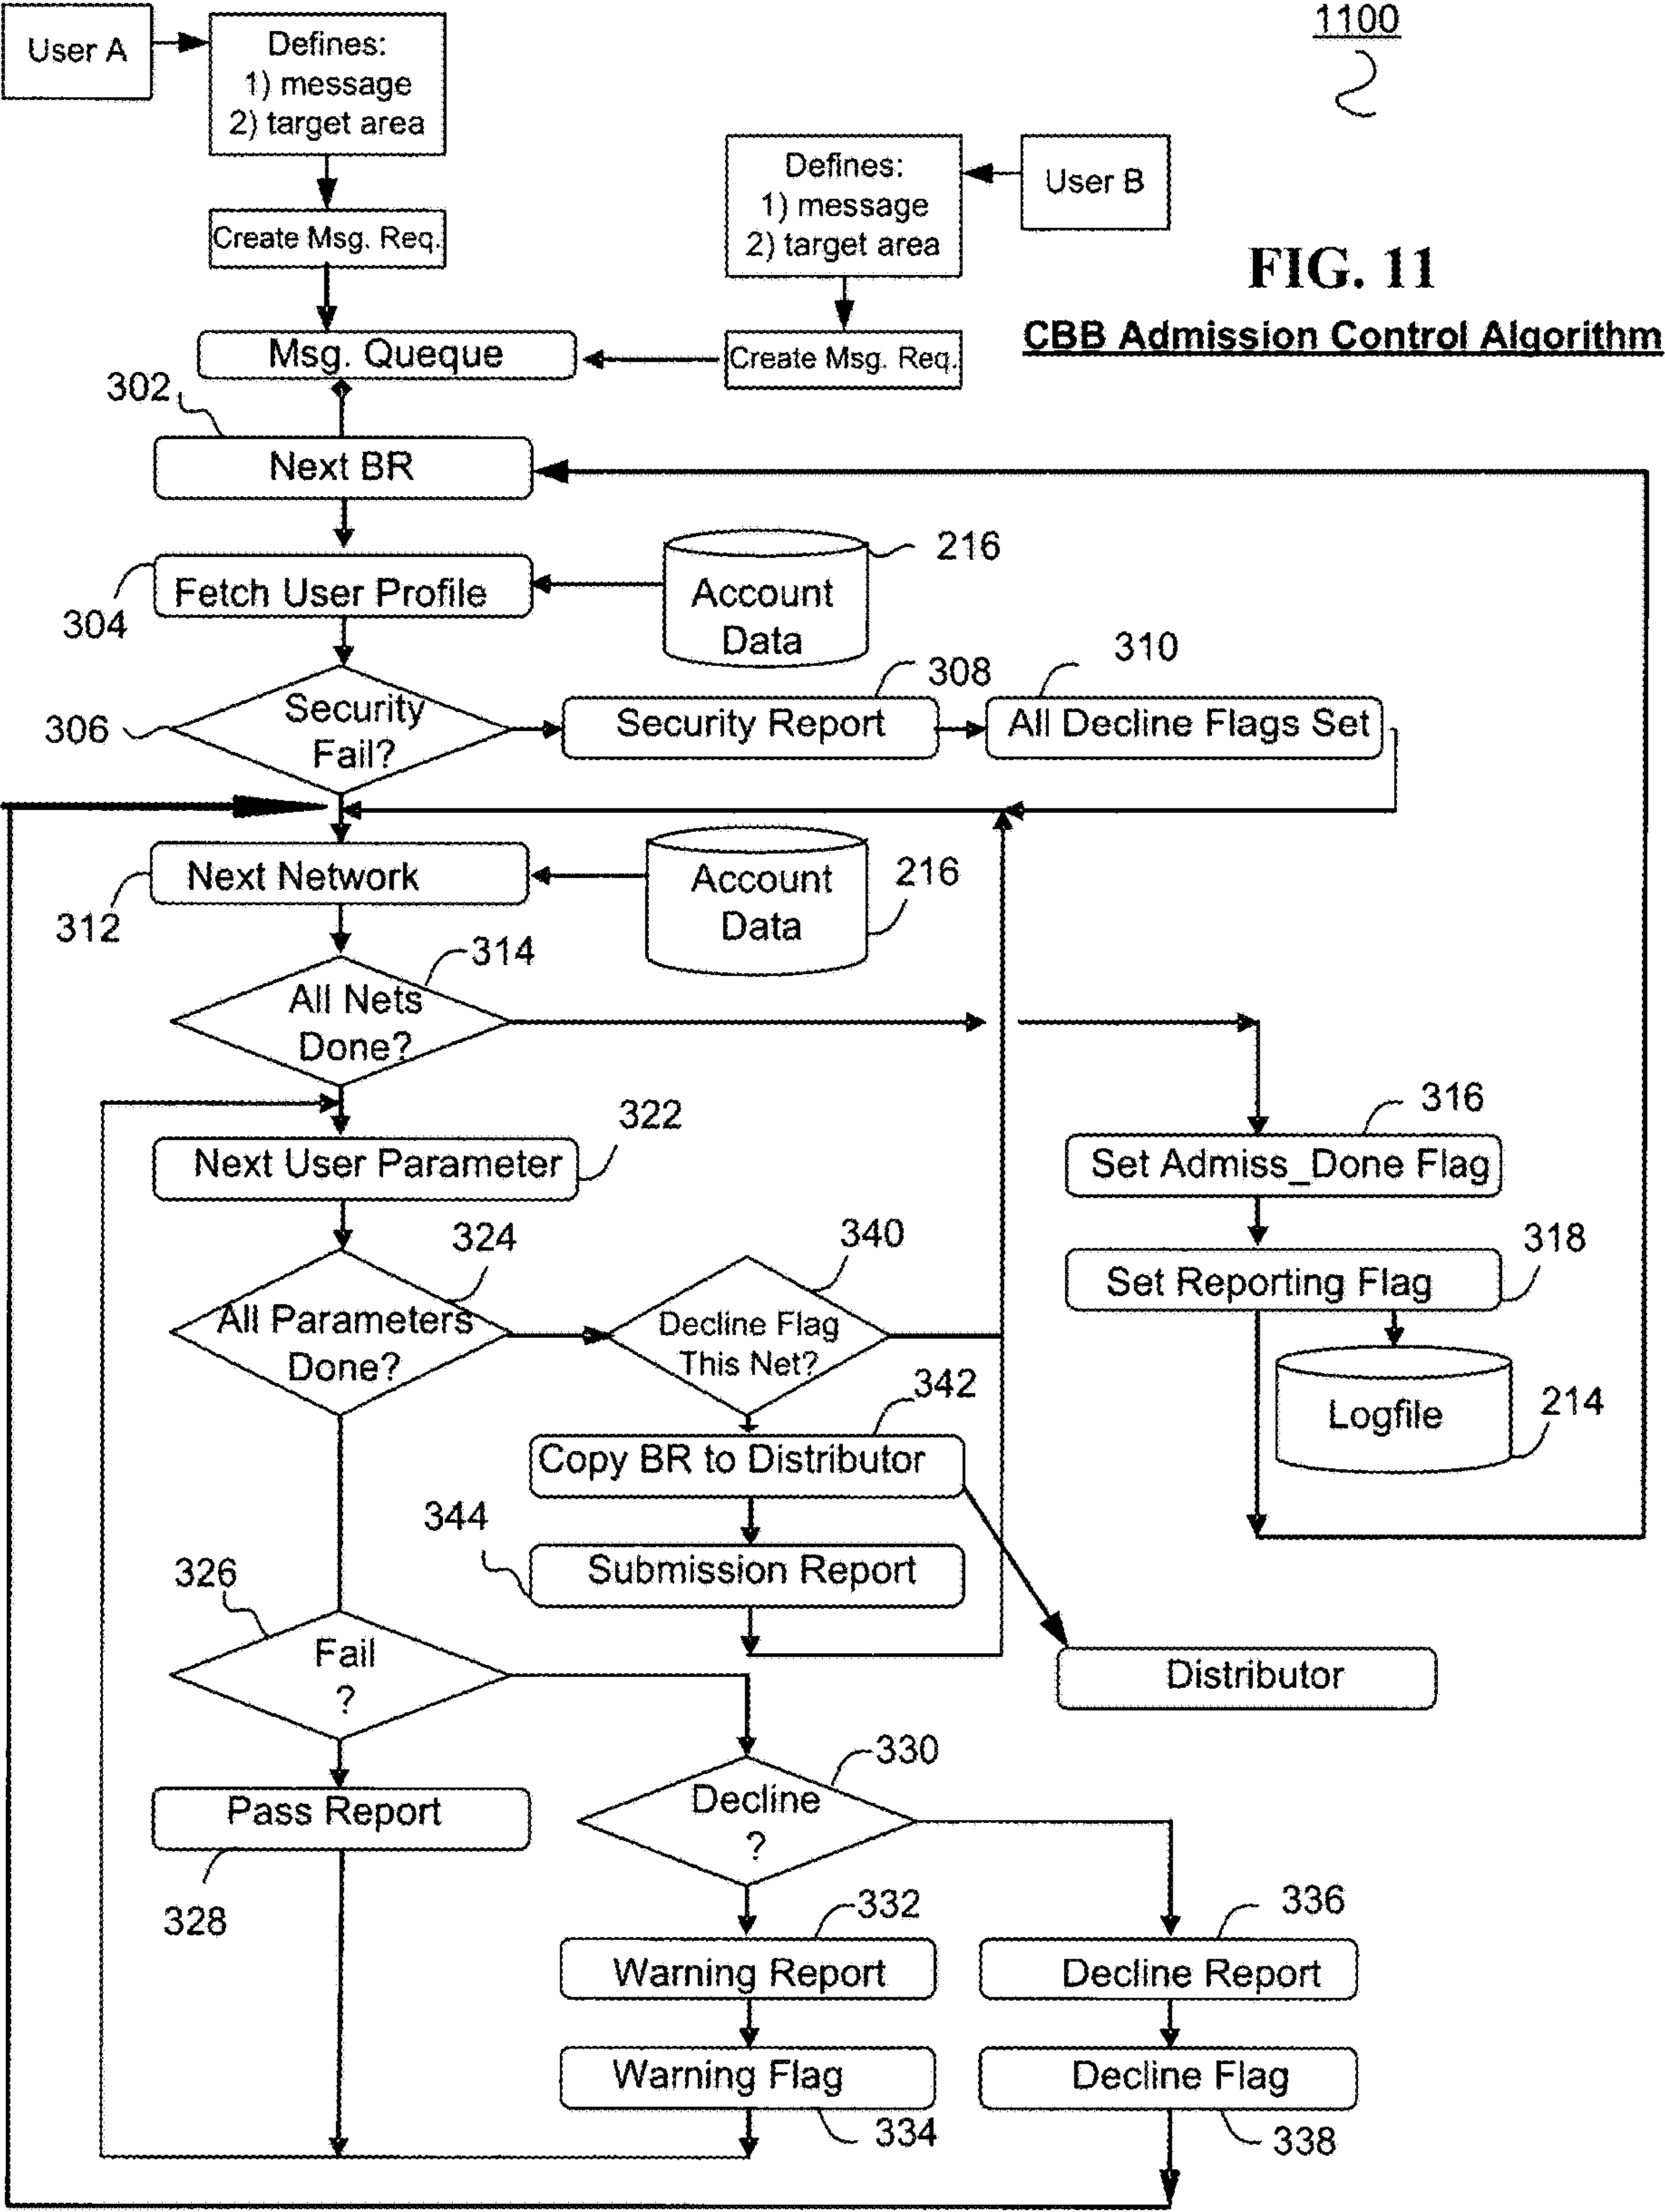 1100
User A
Defines:
1) message
2) target area
Defines:
1) message
2) target area
User B
Create Msg. Req.
FIG. 11
CBB Admission Control Algorithm
Msg. Queque
Create Msg. Req.
302
Next BR
216
Fetch User Profile
304
Account
Data
308
310
306
Security
Fail?
Security Report
All Decline Flags Set
Next Network
312
Account
Data
216
314
All Nets
Done?
322
Next User Parameter
316
Set Admiss_Done Flag
324
340
318
Set Reporting Flag
All Parameters
Done?
Decline Flag
This Net?
342
Logfile
214
Copy BR to Distributor
344
Submission Report
326
Fail
?
Distributor
330
Pass Report
328
Decline
?
332
336
Warning Report
Decline Report
Warning Flag
Decline Flag
334
338